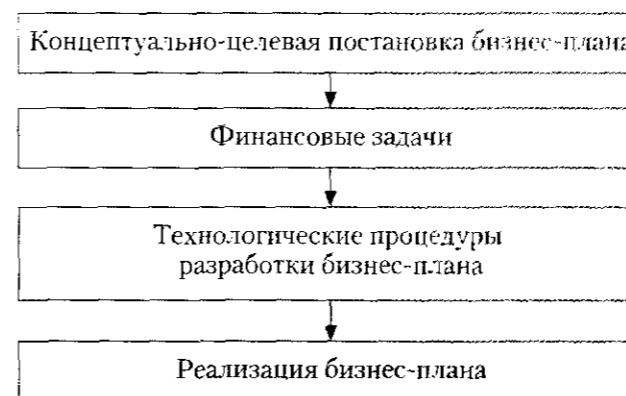 Концептуально-целевая постановка бизнес-плана
Финансовые задачи
Технологические процедуры
разработки бизнес-плана
Реализация бизнес-плана